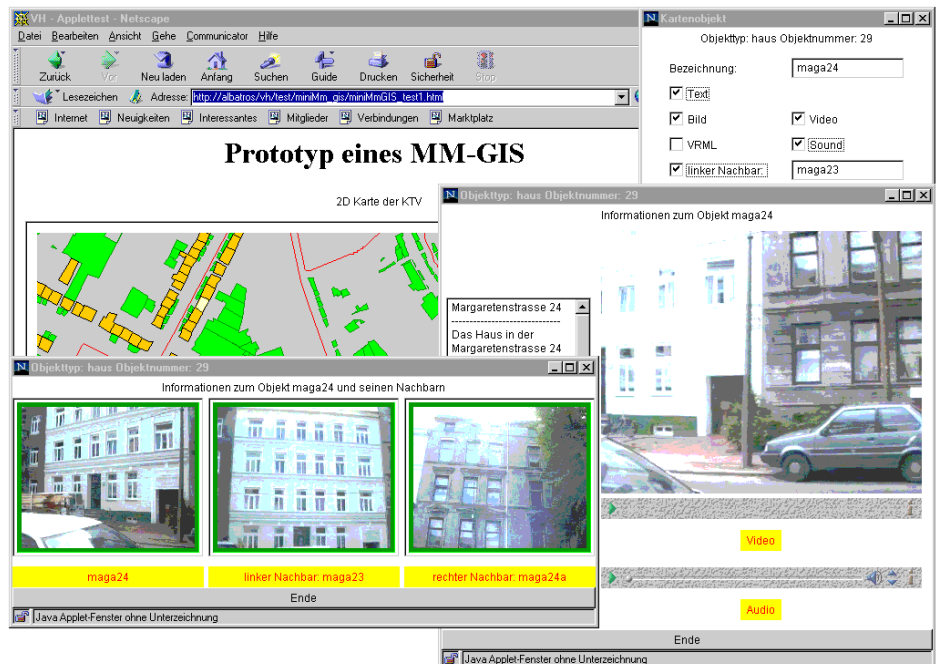 VH - Applettest - Netscape
Datei Bearbeiten Ansicht Gehe Communicator Hilfe
Zurück Vor Neu laden Anfang Suchen Guide Drucken Sicherheit Stop
Lesezeichen Adresse: http://albatros/vh/test/miniMm_gis/miniMmGIS_test1.html
Internet Neuigkeiten Interessantes Mitglieder Verbindungen Marktplatz
Prototyp eines MM-GIS
2D Karte der KTV
Kartenobjekt
Objekttyp: haus Objektnummer: 29
Bezeichnung: maga24
Text
Bild Video
VRML Sound
linker Nachbar: maga23
Objekttyp: haus Objektnummer: 29
Informationen zum Objekt maga24
Margaretenstrasse 24
------------------------------
Das Haus in der
Margaretenstrasse 24
Video
Audio
Ende
Java Applet-Fenster ohne Unterzeichnung
Objekttyp: haus Objektnummer: 29
Informationen zum Objekt maga24 und seinen Nachbarn
maga24 linker Nachbar: maga23 rechter Nachbar: maga24a
Ende
Java Applet-Fenster ohne Unterzeichnung